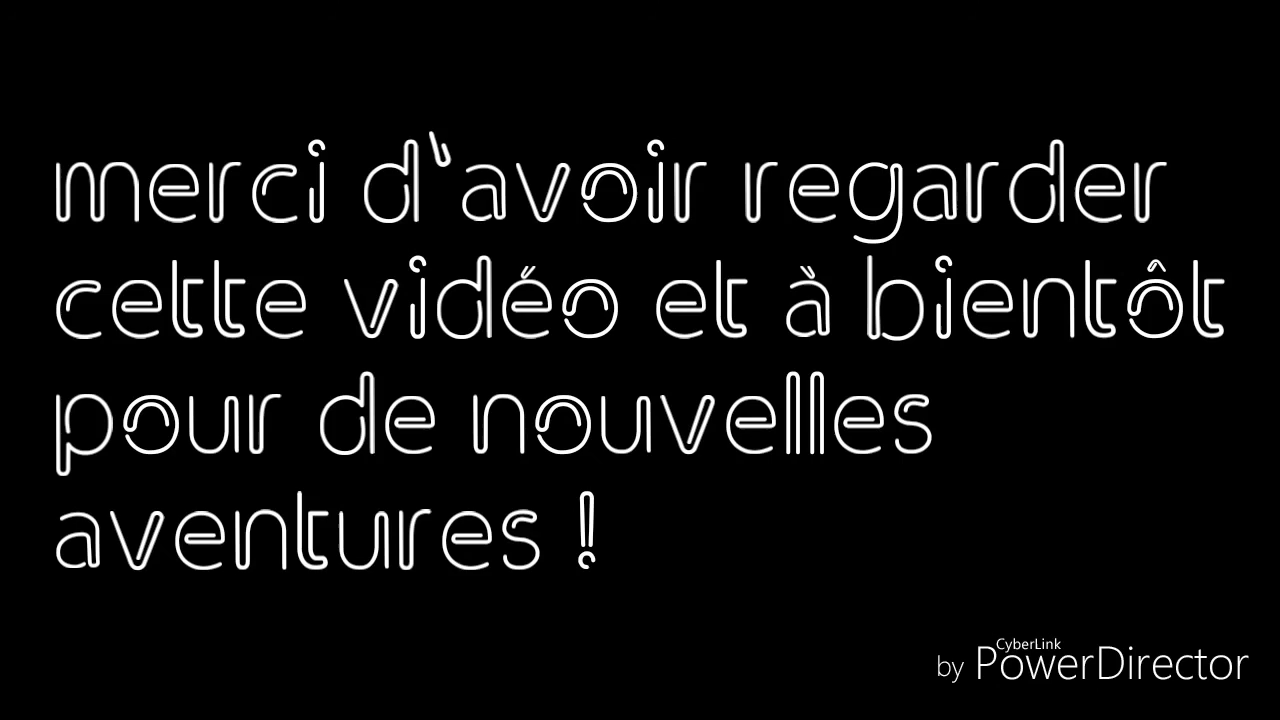 merci d'avoir regarder
cette vidéo et à bientôt
pour de nouvelles
aventures !
CyberLink
by PowerDirector